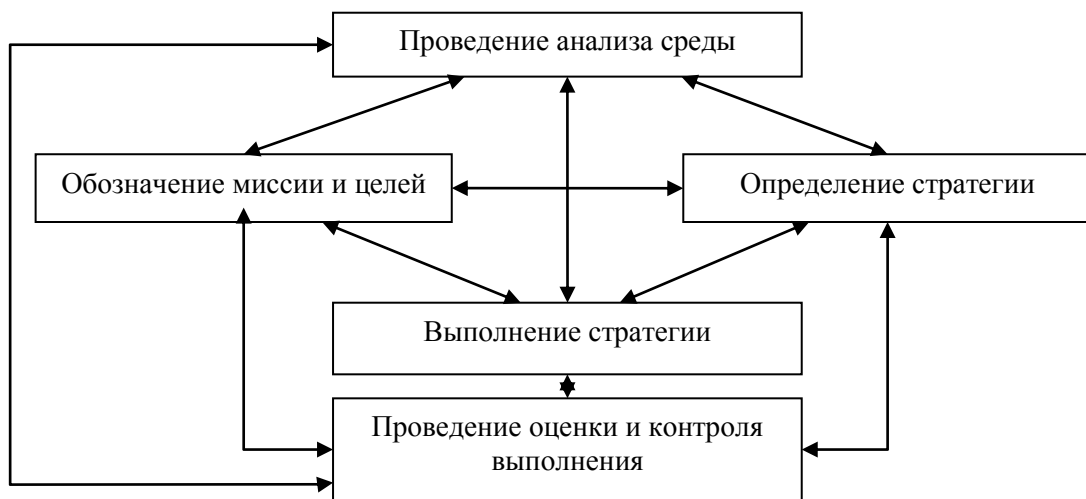 Проведение анализа среды
Обозначение миссии и целей
Определение стратегии
Выполнение стратегии
Проведение оценки и контроля
выполнения